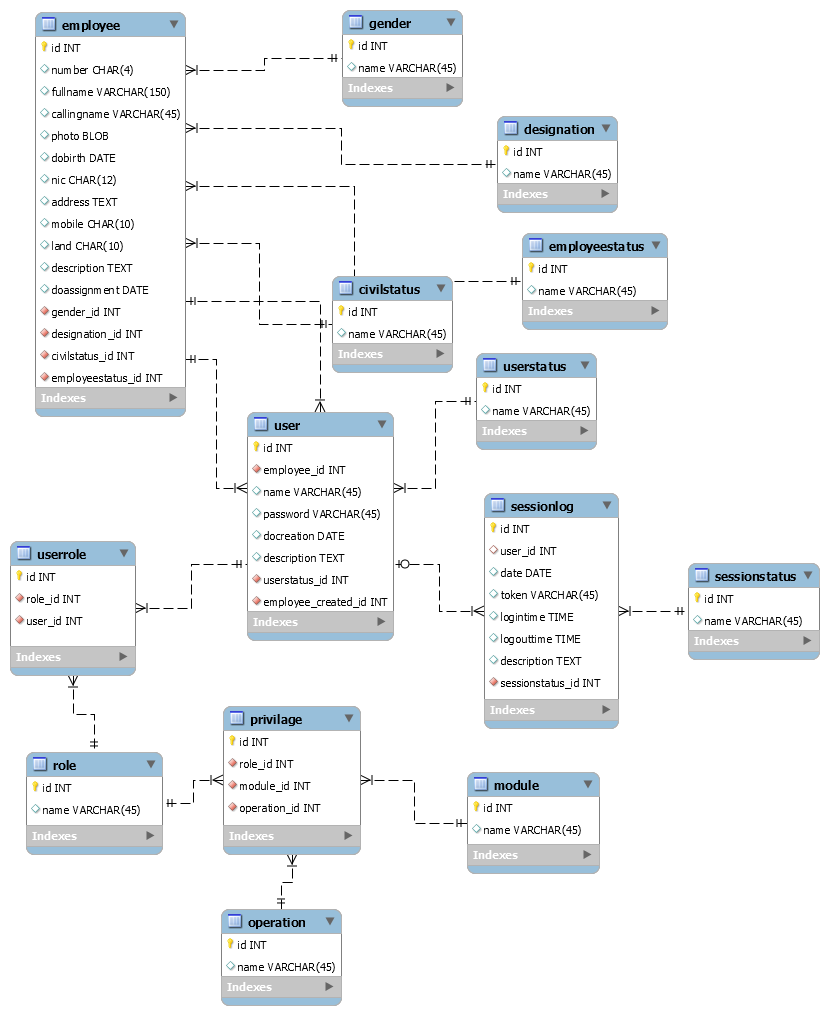 employee
id INT
number CHAR(4)
fullname VARCHAR(150)
callingname VARCHAR(45)
photo BLOB
dobirth DATE
nic CHAR(12)
address TEXT
mobile CHAR(10)
land CHAR(10)
description TEXT
doassignment DATE
gender_id INT
designation_id INT
civilstatus_id INT
employeestatus_id INT
Indexes
gender
id INT
name VARCHAR(45)
Indexes
designation
id INT
name VARCHAR(45)
Indexes
employeestatus
id INT
name VARCHAR(45)
Indexes
civilstatus
id INT
name VARCHAR(45)
Indexes
userstatus
id INT
name VARCHAR(45)
Indexes
user
id INT
employee_id INT
name VARCHAR(45)
password VARCHAR(45)
docreation DATE
description TEXT
userstatus_id INT
employee_created_id INT
Indexes
sessionlog
id INT
user_id INT
date DATE
token VARCHAR(45)
logintime TIME
logouttime TIME
description TEXT
sessionstatus_id INT
Indexes
sessionstatus
id INT
name VARCHAR(45)
Indexes
userrole
id INT
role_id INT
user_id INT
Indexes
role
id INT
name VARCHAR(45)
Indexes
privilage
id INT
role_id INT
module_id INT
operation_id INT
Indexes
module
id INT
name VARCHAR(45)
Indexes
operation
id INT
name VARCHAR(45)
Indexes